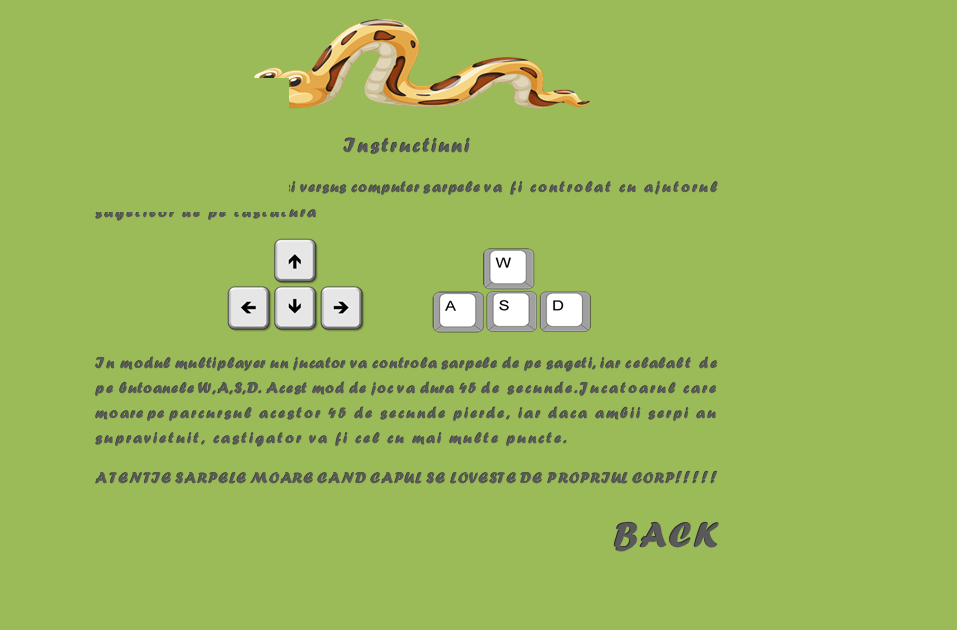 Instructiuni
versus computer sarpele va fi controlat cu ajutorul
de pe tastatura
W
A S D
In modul multiplayer un jucator va controla sarpele de pe sageti, iar celalalt de
pe butoanele W,A,S,D. Acest mod de joc va dura 45 de secunde.Jucatoarul care
moare pe parcursul acestor 45 de secunde pierde, iar daca ambii serpi au
supravietuit, castigator va fi cel cu mai multe puncte.
ATENTIE SARPELE MOARE CAND CAPUL SE LOVESTE DE PROPRIUL CORP!!!!!
BACK